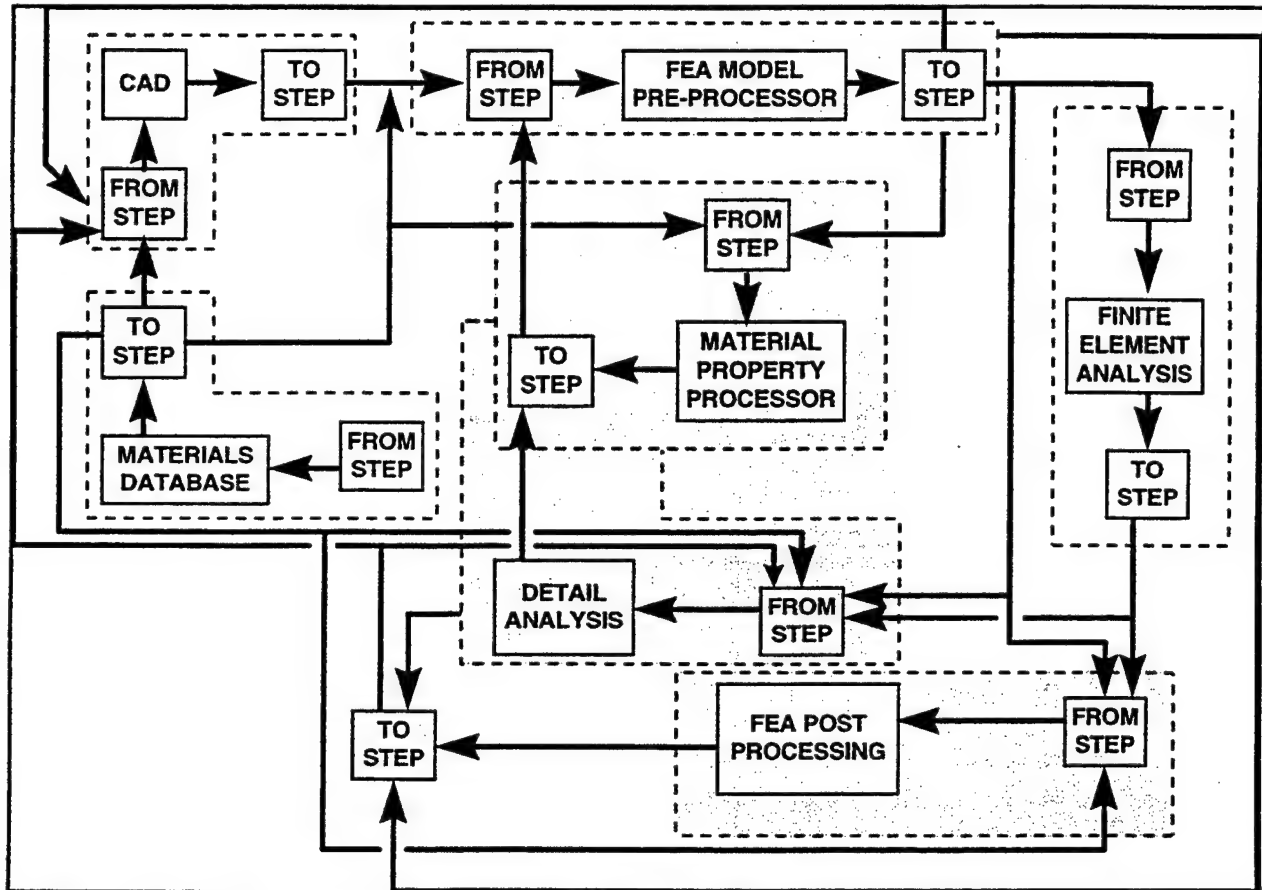 CAD
TO
STEP
FROM
STEP
FEA MODEL
PRE-PROCESSOR
TO
STEP
FROM
STEP
FROM
STEP
FROM
STEP
TO
STEP
FINITE
ELEMENT
ANALYSIS
TO
STEP
MATERIAL
PROPERTY
PROCESSOR
MATERIALS
DATABASE
FROM
STEP
TO
STEP
DETAIL
ANALYSIS
FROM
STEP
TO
STEP
FEA POST
PROCESSING
FROM
STEP